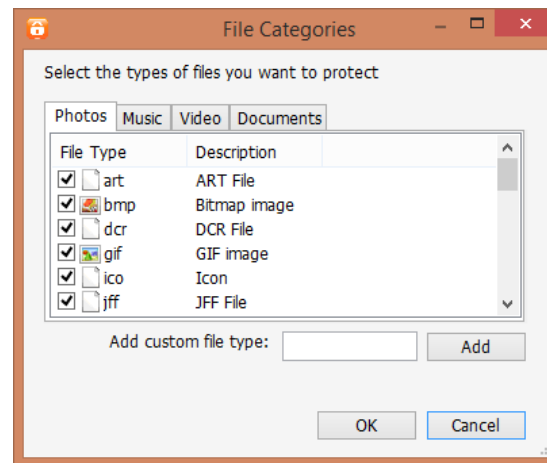 File Categories
Select the types of files you want to protect
Photos Music Video Documents
File Type Description
art ART File
bmp Bitmap image
dcr DCR File
gif GIF image
ico Icon
jff JFF File
Add custom file type: Add
OK Cancel